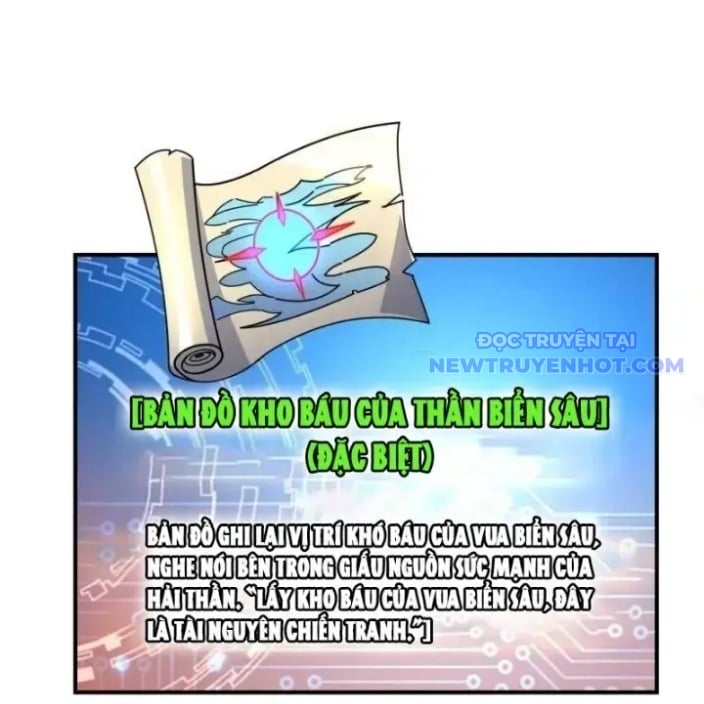 ĐỌC TRUYỆN TẠI
NEWTRUYENHOT.COM
[BẢN ĐỒ KHO BÁU CỦA THẦN BIỂN SÂU]
(ĐẶC BIỆT)
BẢN ĐỒ GHI LẠI VỊ TRÍ KHÓ BÁU CỦA VUA BIỂN SÂU,
NGHE NÓI BÊN TRONG GIẤU NGUỒN SỨC MẠNH CỦA
HẢI THẦN. "LẤY KHO BÁU CỦA VUA BIỂN SÂU, ĐÂY
LÀ TÀI NGUYÊN CHIẾN TRANH."]